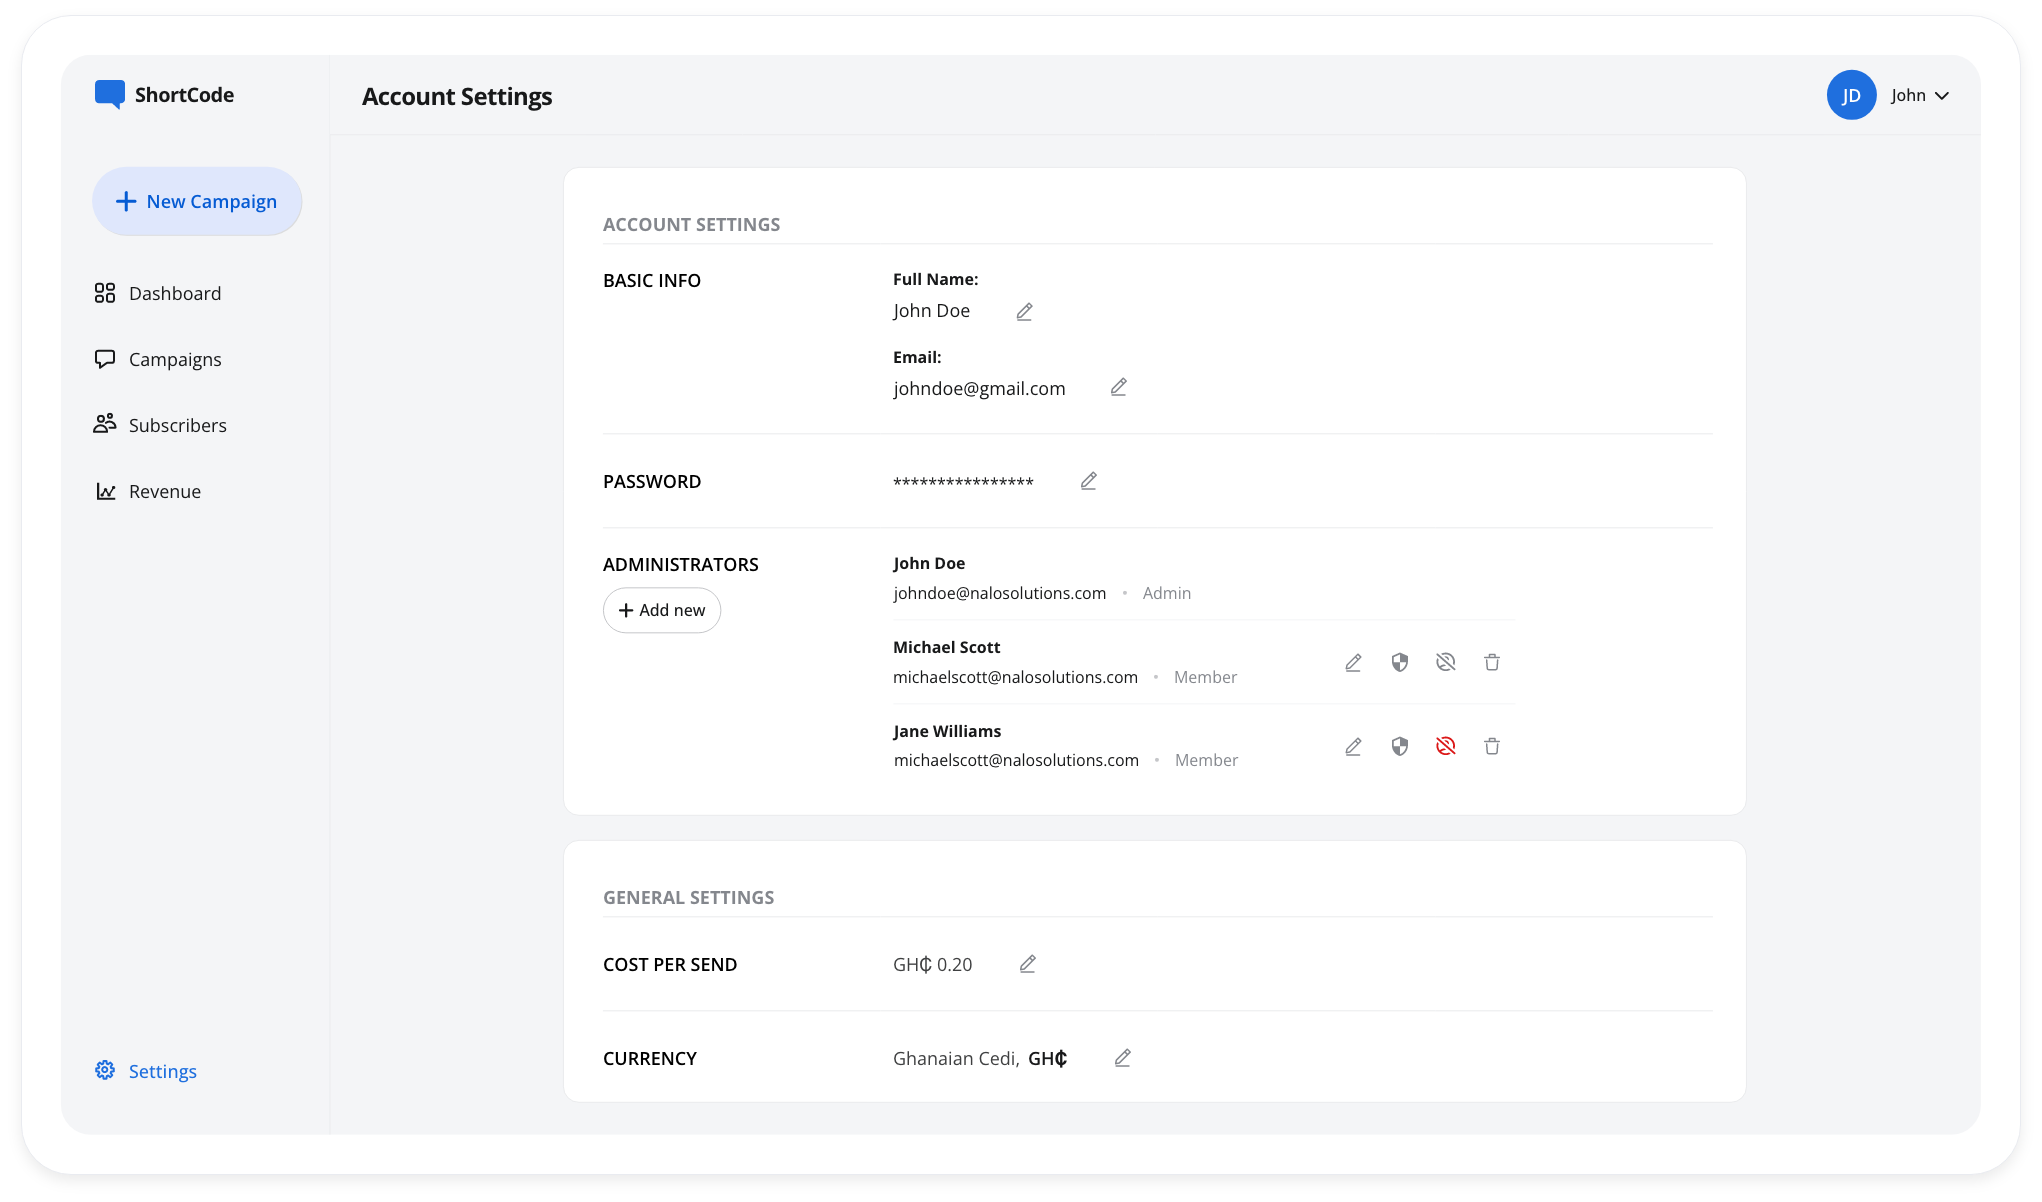 ShortCode
Account Settings
JD
John
New Campaign
Dashboard
Campaigns
Subscribers
Revenue
Settings
ACCOUNT SETTINGS
BASIC INFO
Full Name:
John Doe
Email:
johndoe@gmail.com
PASSWORD
****************
ADMINISTRATORS
Add new
John Doe
johndoe@nalosolutions.com • Admin
Michael Scott
michaelscott@nalosolutions.com • Member
Jane Williams
michaelscott@nalosolutions.com • Member
GENERAL SETTINGS
COST PER SEND
GH₵ 0.20
CURRENCY
Ghanaian Cedi, GH₵